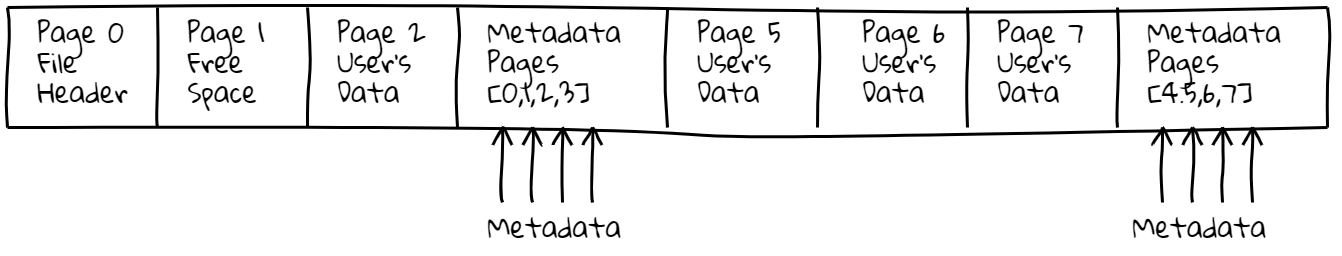 Page 0
File
Header
Page 1
Free
Space
Page 2
User's
Data
Metadata
Pages
[0,1,2,3]
Page 5
User's
Data
Page 6
User's
Data
Page 7
User's
Data
Metadata
Pages
[4.5,6,7]
Metadata
Metadata